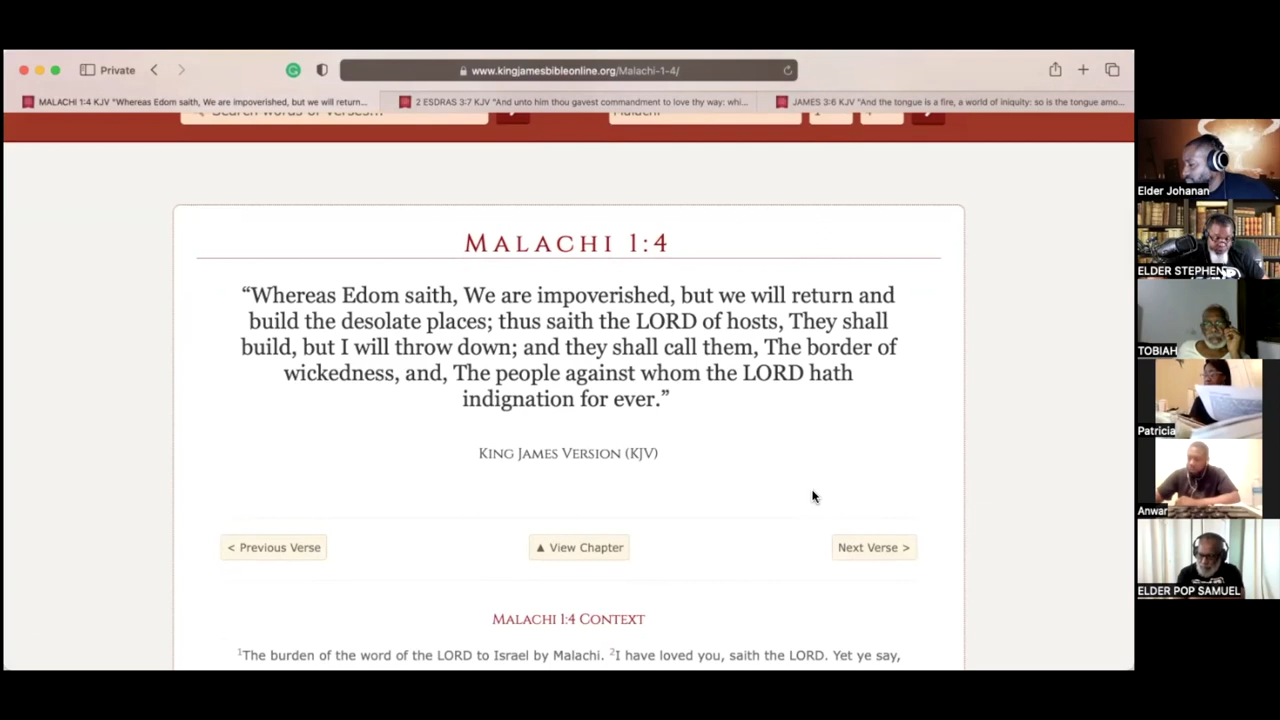 Private
www.kingjamesbibleonline.org/Malachi-1-4/
MALACHI 1:4 KJV "Whereas Edom saith, We are impoverished, but we will return...
2 ESDRAS 3:7 KJV "And unto him thou gavest commandment to love thy way: whi...
JAMES 3:6 KJV "And the tongue is a fire, a world of iniquity: so is the tongue amo...
Search words or verses...
Malachi
MALACHI 1:4
“Whereas Edom saith, We are impoverished, but we will return and
build the desolate places; thus saith the LORD of hosts, They shall
build, but I will throw down; and they shall call them, The border of
wickedness, and, The people against whom the LORD hath
indignation for ever.”
KING JAMES VERSION (KJV)
< Previous Verse
▲ View Chapter
Next Verse >
MALACHI 1:4 CONTEXT
1The burden of the word of the LORD to Israel by Malachi. 2I have loved you, saith the LORD. Yet ye say,
Elder Johanan
ELDER STEPHEN
TOBIAH
Patricia
Anwar
ELDER POP SAMUEL